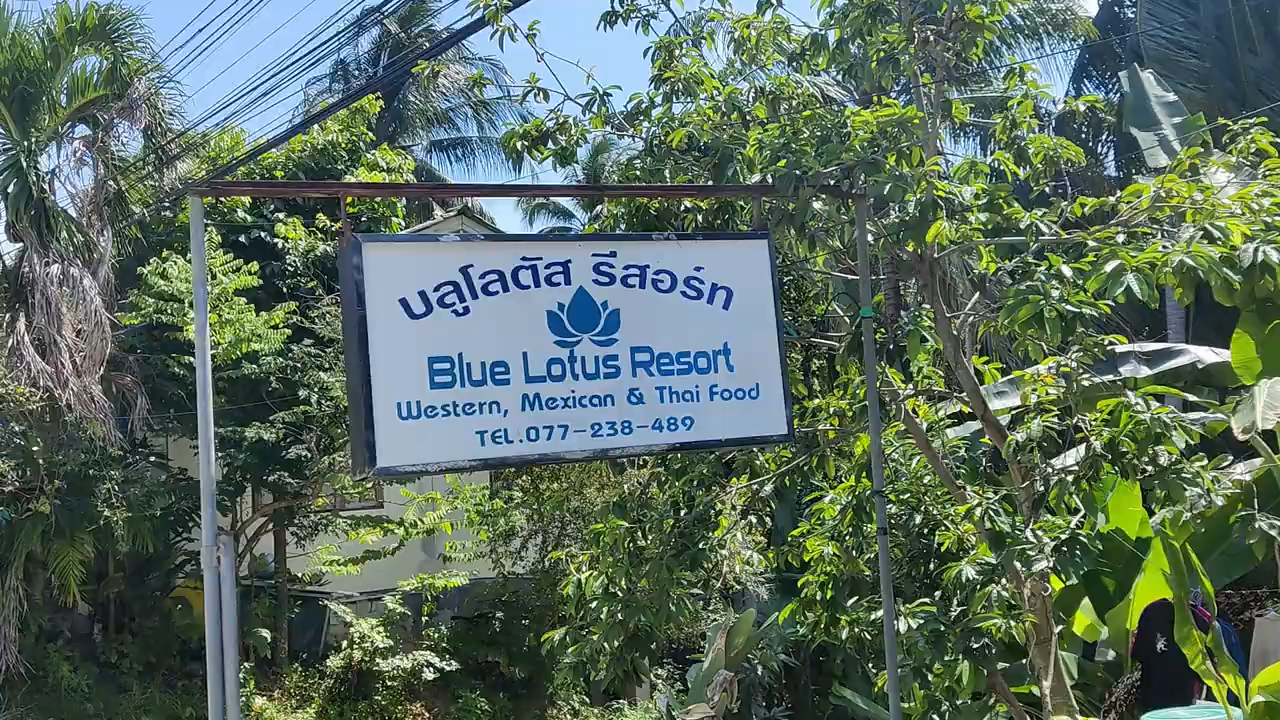 บลูโลตัส รีสอร์ท
Blue Lotus Resort
Western, Mexican & Thai Food
TEL.077-238-489